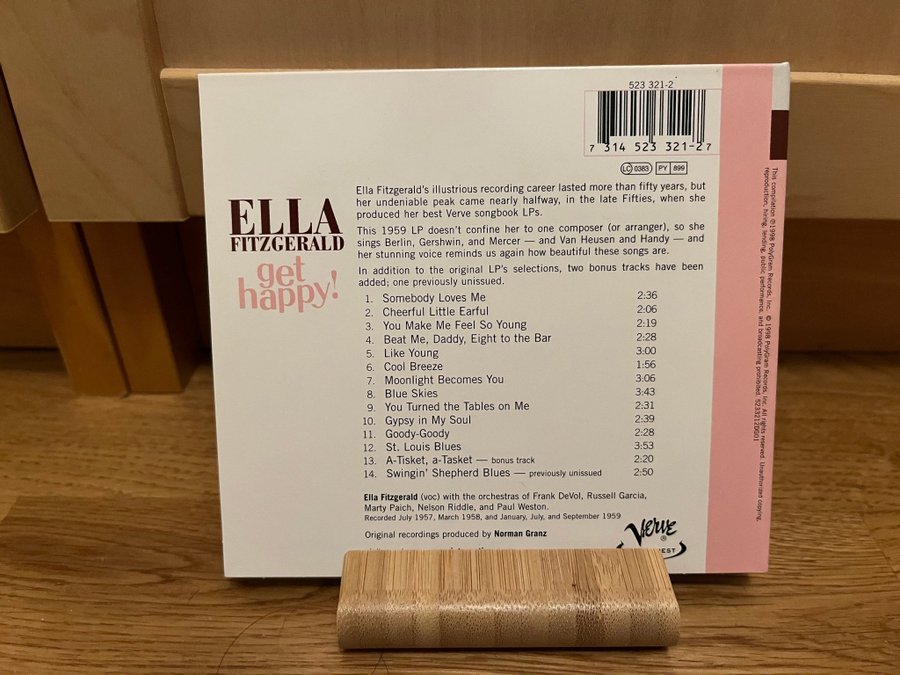 523 321-2
7 314 523 321-2 7
LC 0383 PY 899
ELLA
FITZGERALD
get
happy!
Ella Fitzgerald's illustrious recording career lasted more than fifty years, but
her undeniable peak came nearly halfway, in the late Fifties, when she
produced her best Verve songbook LPs.
This 1959 LP doesn't confine her to one composer (or arranger), so she
sings Berlin, Gershwin, and Mercer — and Van Heusen and Handy — and
her stunning voice reminds us again how beautiful these songs are.
In addition to the original LP's selections, two bonus tracks have been
added; one previously unissued.
1. Somebody Loves Me 2:36
2. Cheerful Little Earful 2:06
3. You Make Me Feel So Young 2:19
4. Beat Me, Daddy, Eight to the Bar 2:28
5. Like Young 3:00
6. Cool Breeze 1:56
7. Moonlight Becomes You 3:06
8. Blue Skies 3:43
9. You Turned the Tables on Me 2:31
10. Gypsy in My Soul 2:39
11. Goody-Goody 2:28
12. St. Louis Blues 3:53
13. A-Tisket, a-Tasket — bonus track 2:20
14. Swingin' Shepherd Blues — previously unissued 2:50
Ella Fitzgerald (voc) with the orchestras of Frank DeVol, Russell Garcia,
Marty Paich, Nelson Riddle, and Paul Weston.
Recorded July 1957, March 1958, and January, July, and September 1959
Original recordings produced by Norman Granz
Verve ®
This compilation ℗1998 PolyGram Records, Inc. © 1998 PolyGram Records, Inc. All rights reserved. Unauthorized copying,
reproduction, hiring, lending, public performance, and broadcasting prohibited.